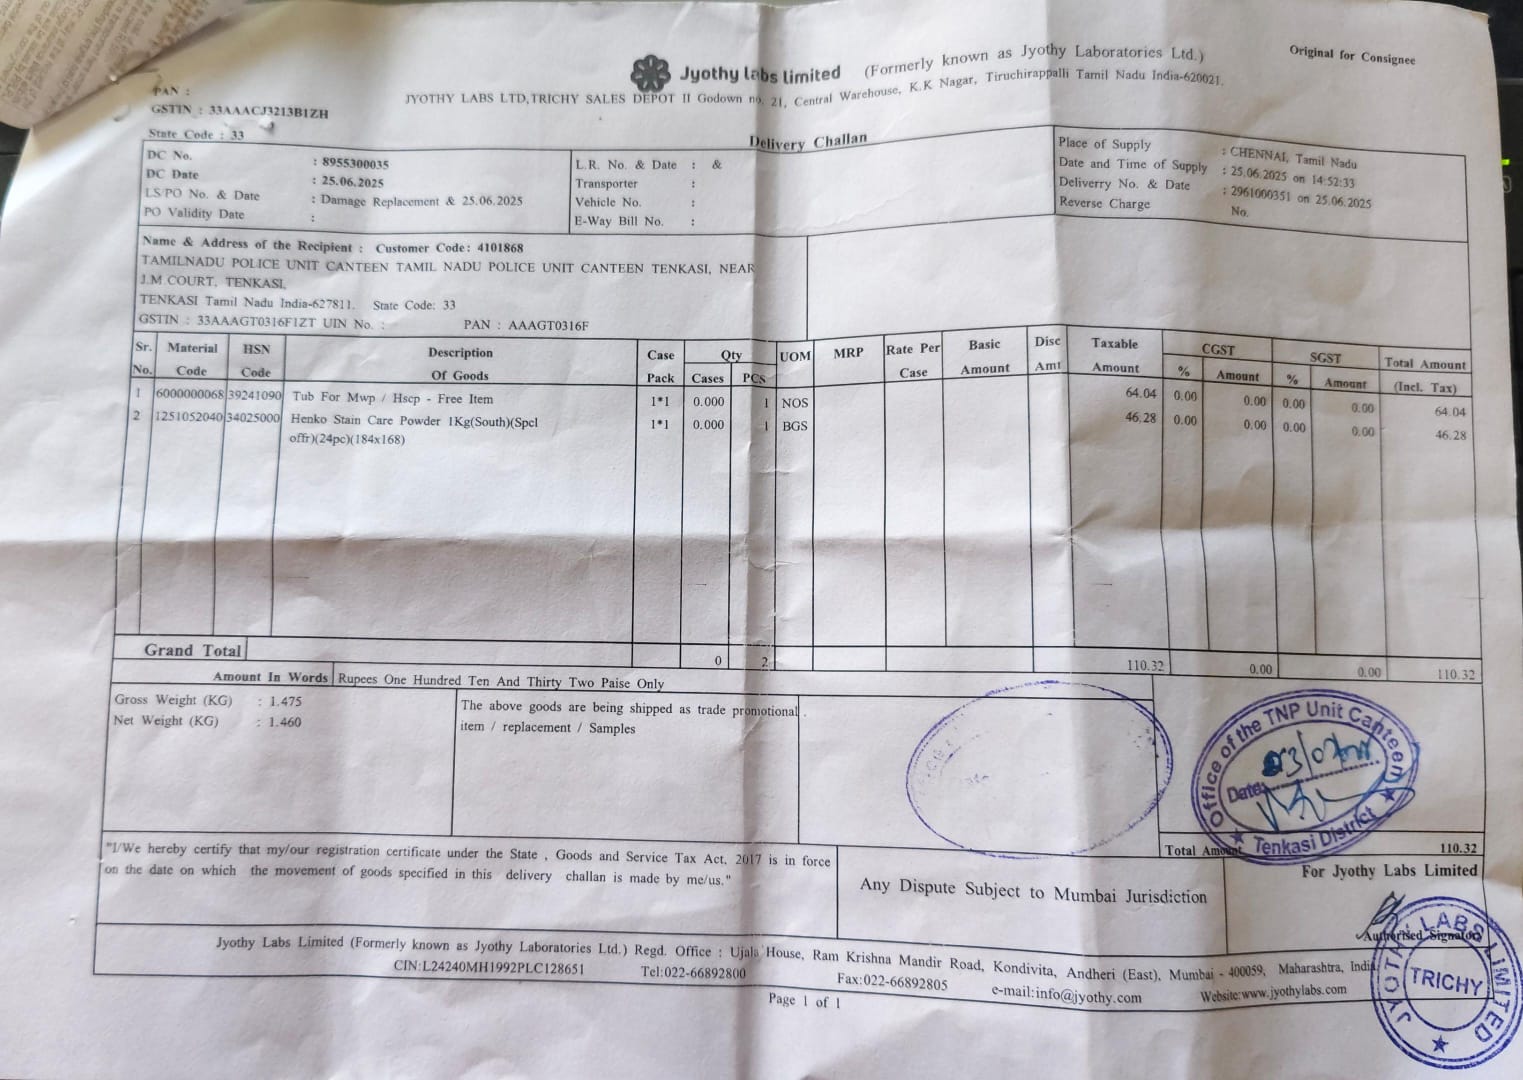 Original for Consignee
Jyothy labs limited (Formerly known as Jyothy Laboratories Ltd.)
JYOTHY LABS LTD,TRICHY SALES DEPOT II Godown no. 21, Central Warehouse, K.K Nagar, Tiruchirappalli Tamil Nadu India-620021.
PAN :
GSTIN : 33AAACJ3213B1ZH
State Code : 33
Delivery Challan
DC No. : 8955300035
DC Date : 25.06.2025
LS/PO No. & Date : Damage Replacement & 25.06.2025
PO Validity Date :
L.R. No. & Date : &
Transporter :
Vehicle No. :
E-Way Bill No. :
Place of Supply : CHENNAI, Tamil Nadu
Date and Time of Supply : 25.06.2025 on 14:52:33
Deliverry No. & Date : 2961000351 on 25.06.2025
Reverse Charge No.
Name & Address of the Recipient : Customer Code: 4101868
TAMILNADU POLICE UNIT CANTEEN TAMIL NADU POLICE UNIT CANTEEN TENKASI, NEAR
J.M COURT, TENKASI,
TENKASI Tamil Nadu India-627811. State Code: 33
GSTIN : 33AAAGT0316F1ZT UIN No. : PAN : AAAGT0316F
Sr. No. Material Code HSN Code Description Of Goods Case Pack Qty Cases PCS UOM MRP Rate Per Case Basic Amount Disc Amt Taxable Amount CGST % Amount SGST % Amount Total Amount (Incl. Tax)
1 6000000068 39241090 Tub For Mwp / Hscp - Free Item 1*1 0.000 1 NOS 64.04 0.00 0.00 0.00 0.00 64.04
2 1251052040 34025000 Henko Stain Care Powder 1Kg(South)(Spcl 1*1 0.000 1 BGS 46.28 0.00 0.00 0.00 0.00 46.28
offr)(24pc)(184x168)
Grand Total 0 2 110.32 0.00 0.00 110.32
Amount In Words Rupees One Hundred Ten And Thirty Two Paise Only
Gross Weight (KG) : 1.475
Net Weight (KG) : 1.460
The above goods are being shipped as trade promotional
item / replacement / Samples
Office of the TNP Unit Canteen
Date:
Tenkasi District
Total Amount 110.32
"I/We hereby certify that my/our registration certificate under the State , Goods and Service Tax Act, 2017 is in force
on the date on which the movement of goods specified in this delivery challan is made by me/us."
Any Dispute Subject to Mumbai Jurisdiction
For Jyothy Labs Limited
Authorised Signatory
JYOTHY LABS LIMITED
TRICHY
Jyothy Labs Limited (Formerly known as Jyothy Laboratories Ltd.) Regd. Office : Ujala House, Ram Krishna Mandir Road, Kondivita, Andheri (East), Mumbai - 400059, Maharashtra, India
CIN:L24240MH1992PLC128651 Tel:022-66892800 Fax:022-66892805 e-mail:info@jyothy.com Website:www.jyothylabs.com
Page 1 of 1